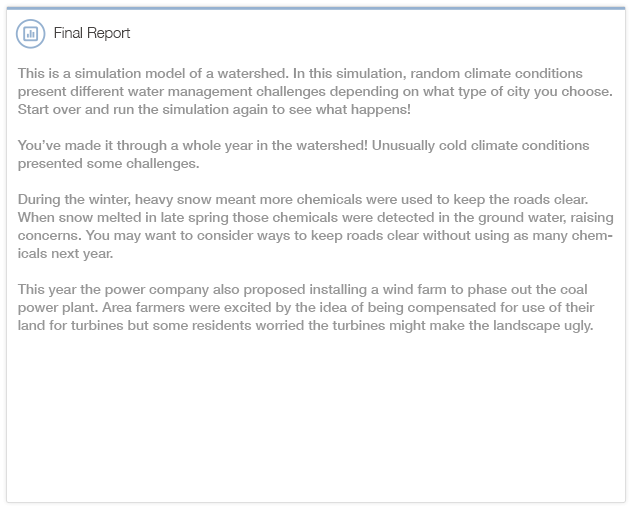 Final Report
This is a simulation model of a watershed. In this simulation, random climate conditions
present different water management challenges depending on what type of city you choose.
Start over and run the simulation again to see what happens!
You’ve made it through a whole year in the watershed! Unusually cold climate conditions
presented some challenges.
During the winter, heavy snow meant more chemicals were used to keep the roads clear.
When snow melted in late spring those chemicals were detected in the ground water, raising
concerns. You may want to consider ways to keep roads clear without using as many chem-
icals next year.
This year the power company also proposed installing a wind farm to phase out the coal
power plant. Area farmers were excited by the idea of being compensated for use of their
land for turbines but some residents worried the turbines might make the landscape ugly.